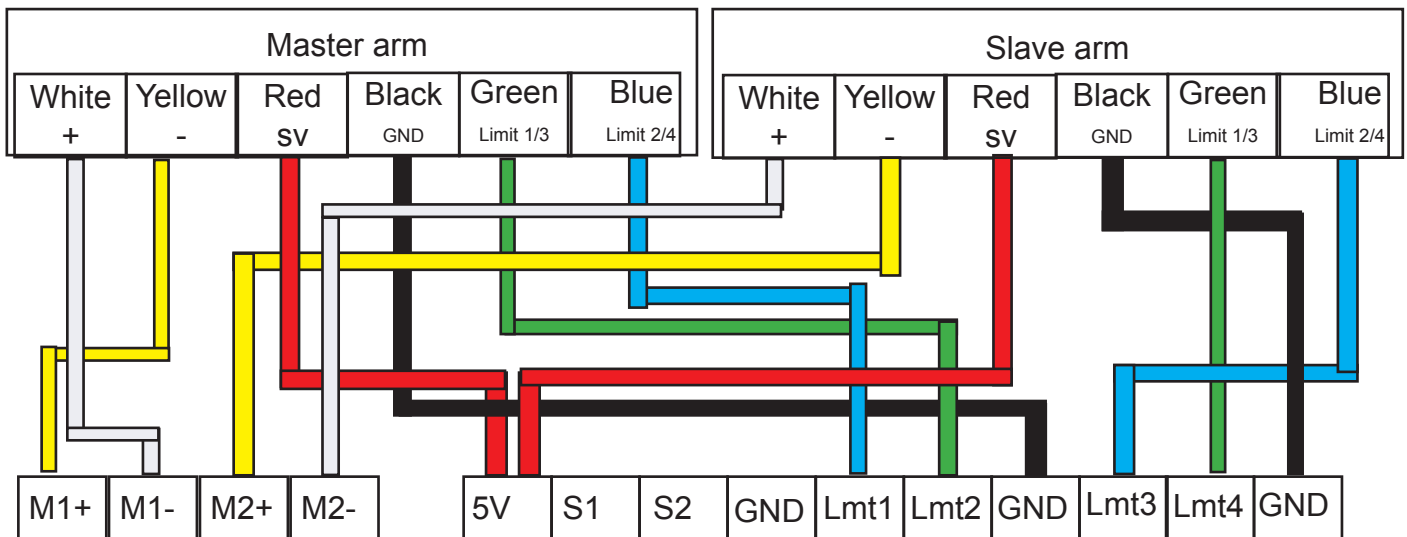 Master arm
Slave arm
White Yellow Red Black Green Blue
+ - sv GND Limit 1/3 Limit 2/4
White Yellow Red Black Green Blue
+ - sv GND Limit 1/3 Limit 2/4
M1+ M1- M2+ M2- 5V S1 S2 GND Lmt1 Lmt2 GND Lmt3 Lmt4 GND